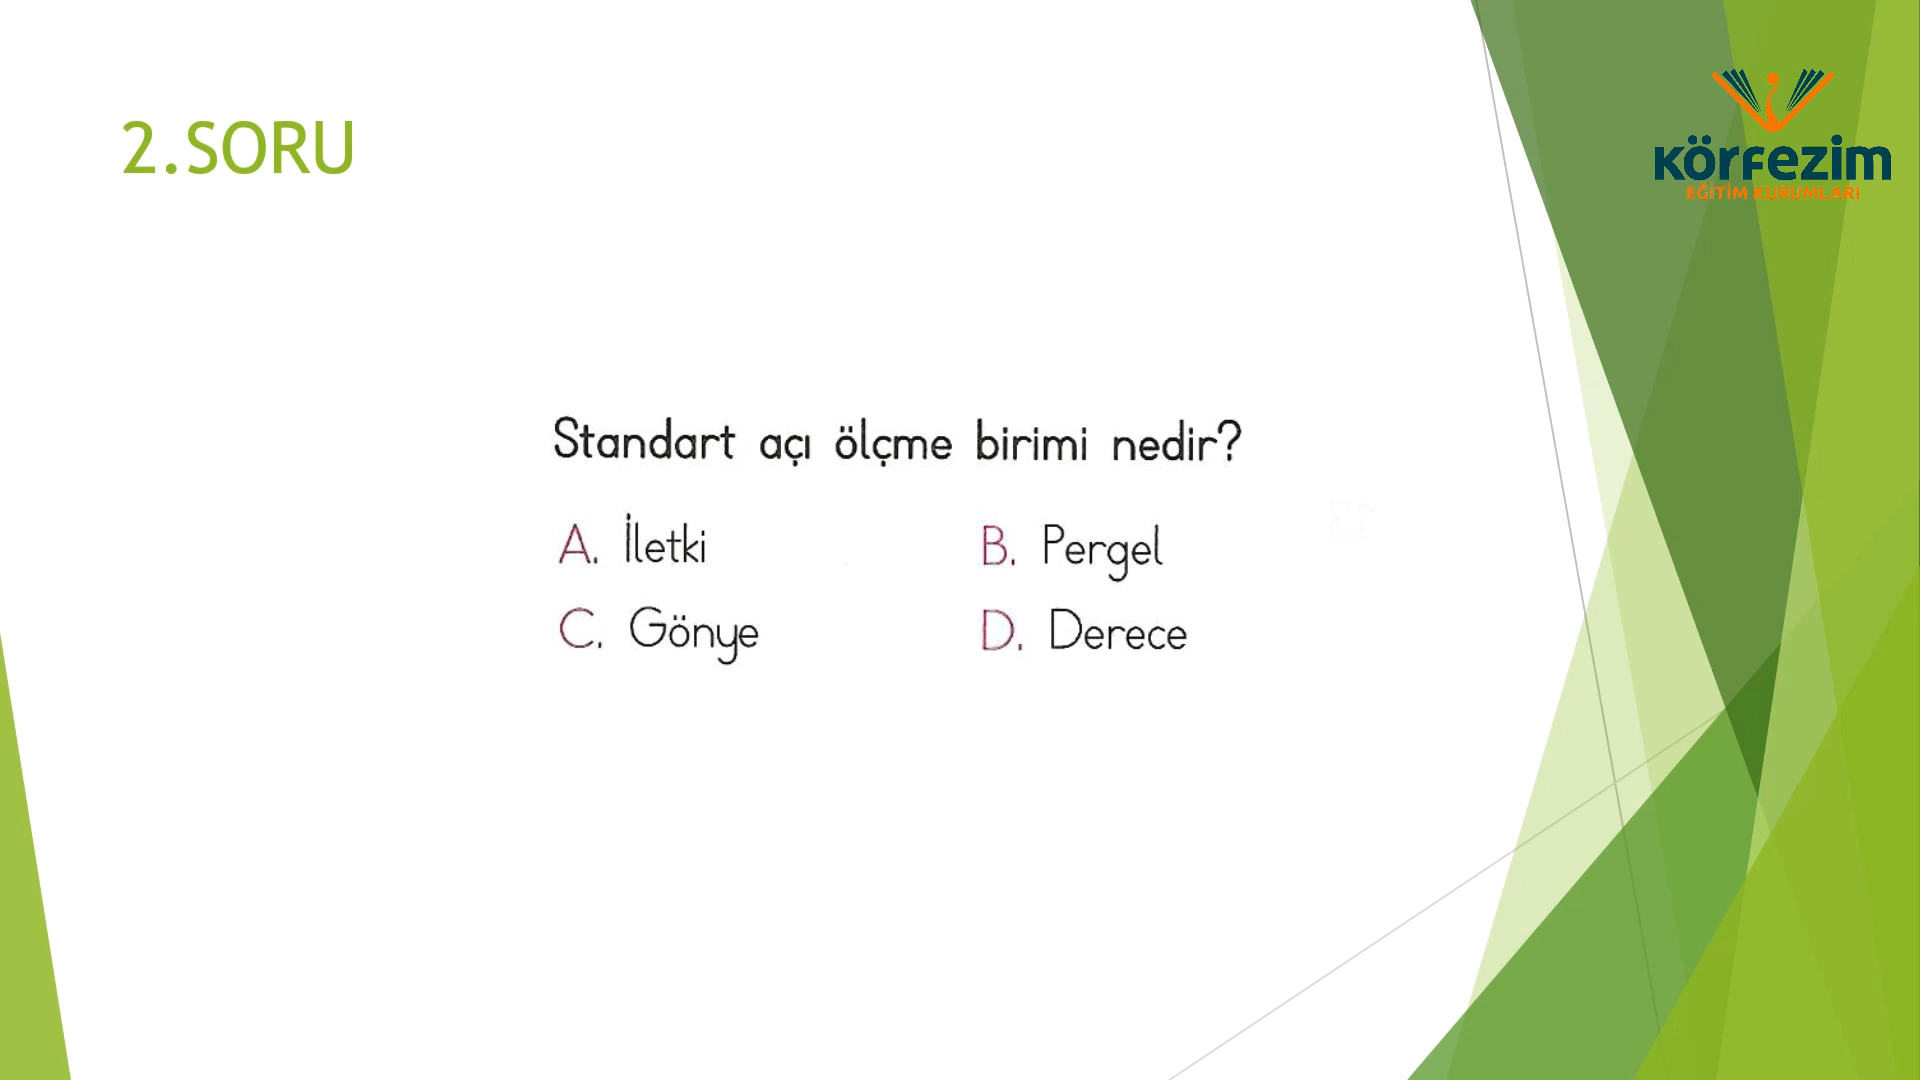 2.SORU
körfezim
EĞİTİM KURUMLARI
Standart açı ölçme birimi nedir?
A. İletki
B. Pergel
C. Gönye
D. Derece